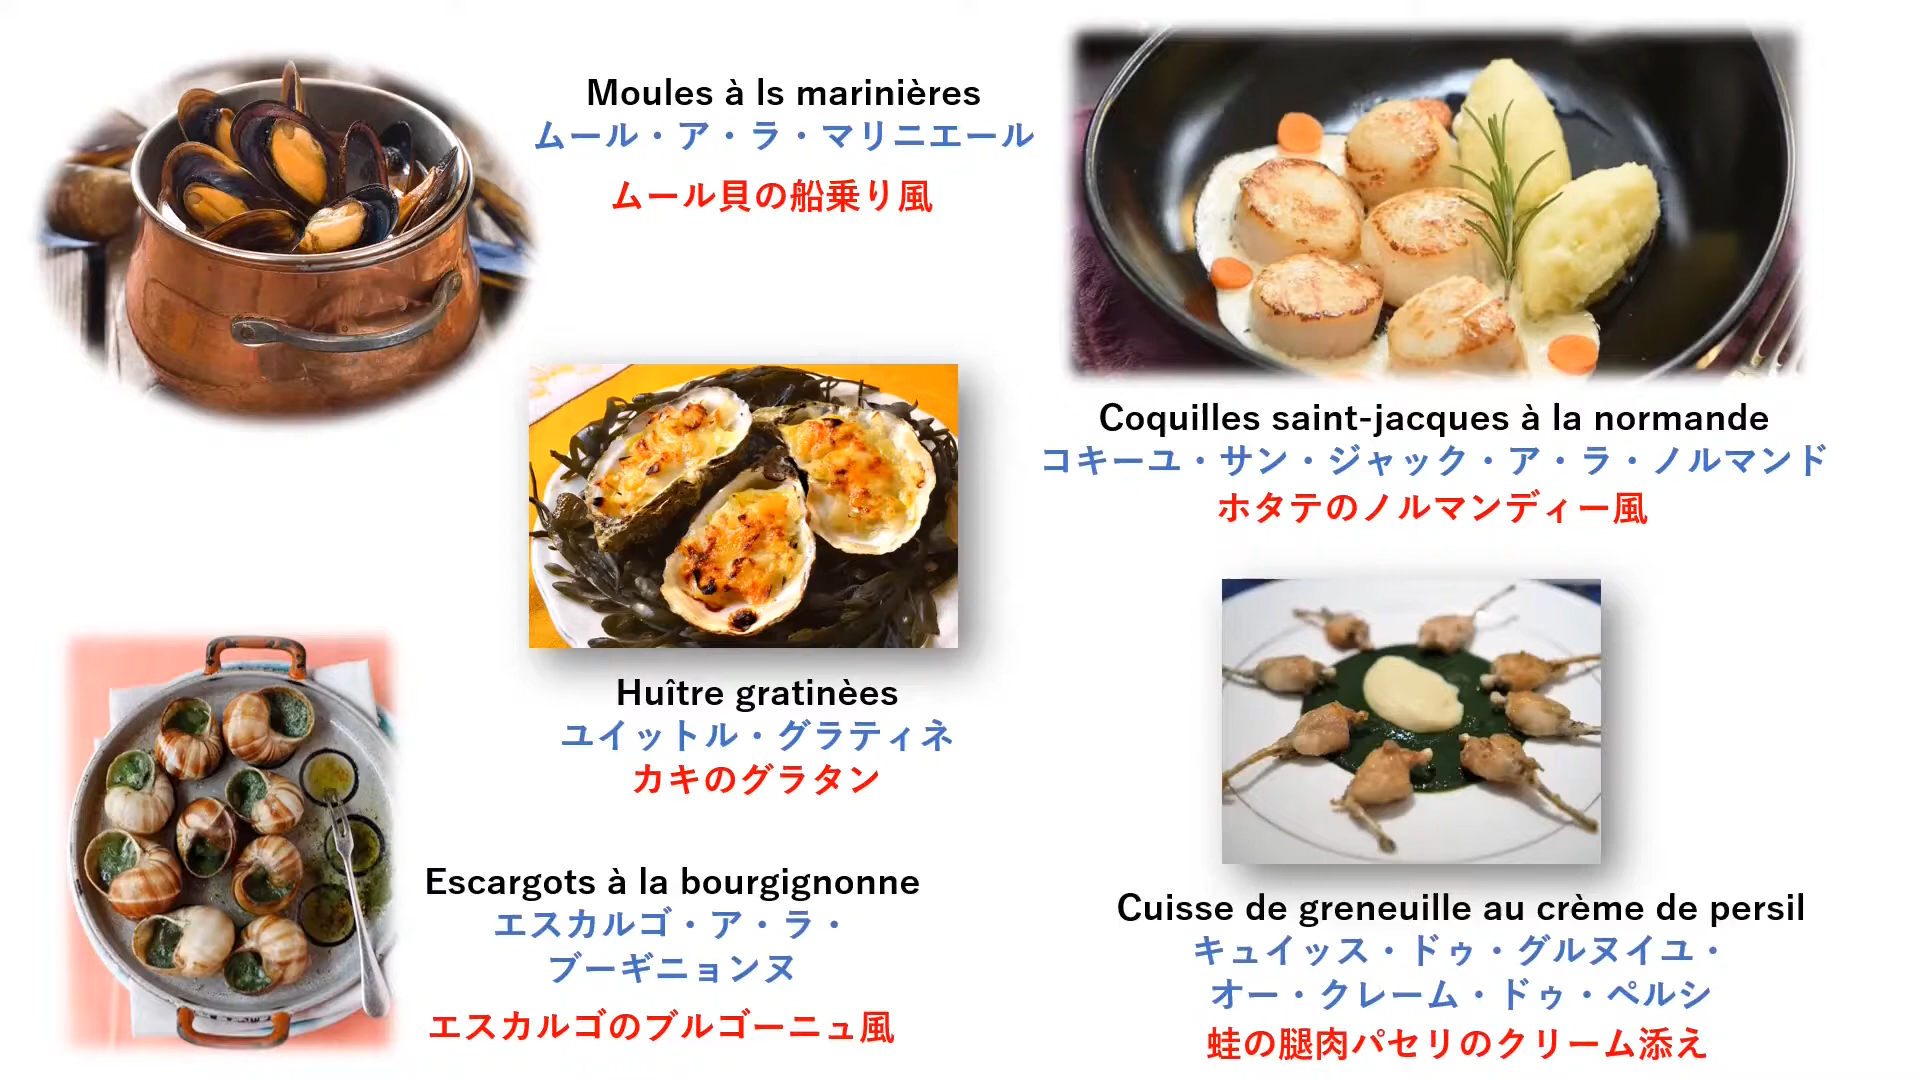 Moules à ls marinières
ムール・ア・ラ・マリニエール
ムール貝の船乗り風
Coquilles saint-jacques à la normande
コキーユ・サン・ジャック・ア・ラ・ノルマンド
ホタテのノルマンディー風
Huître gratinèes
ユイットル・グラティネ
カキのグラタン
Escargots à la bourgignonne
エスカルゴ・ア・ラ・
ブーギニョンヌ
エスカルゴのブルゴーニュ風
Cuisse de greneuille au crème de persil
キュイッス・ドゥ・グルヌイユ・
オー・クレーム・ドゥ・ペルシ
蛙の腿肉パセリのクリーム添え